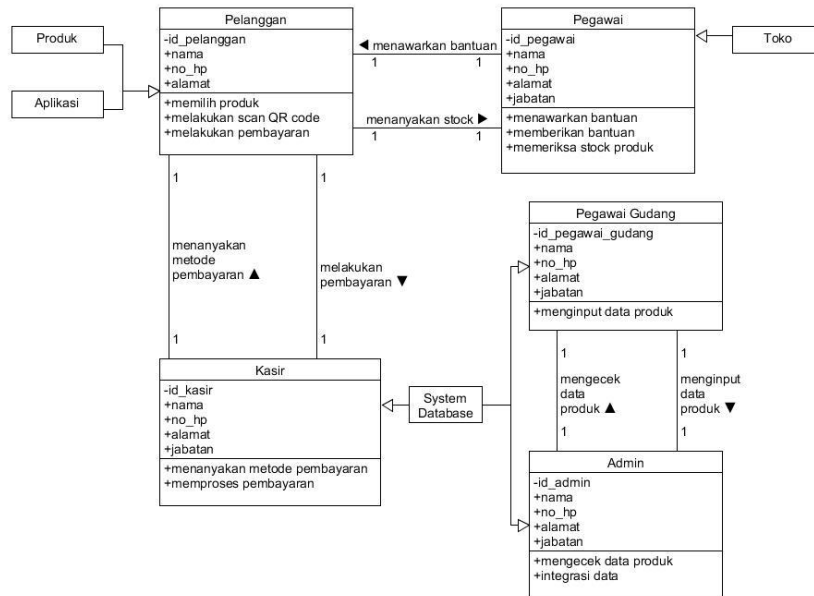 Pelanggan
-id_pelanggan
+nama
+no_hp
+alamat
+memilih produk
+melakukan scan QR code
+melakukan pembayaran
Produk
Aplikasi
◄ menawarkan bantuan
1 1
menanyakan stock ►
1 1
Pegawai
-id_pegawai
+nama
+no_hp
+alamat
+jabatan
+menawarkan bantuan
+memberikan bantuan
+memeriksa stock produk
Toko
1
menanyakan
metode
pembayaran ▲
1
1
melakukan
pembayaran ▼
1
Pegawai Gudang
-id_pegawai_gudang
+nama
+no_hp
+alamat
+jabatan
+menginput data produk
Kasir
-id_kasir
+nama
+no_hp
+alamat
+jabatan
+menanyakan metode pembayaran
+memproses pembayaran
System
Database
1
mengecek
data
produk ▲
1
1
menginput
data
produk ▼
1
Admin
-id_admin
+nama
+no_hp
+alamat
+jabatan
+mengecek data produk
+integrasi data